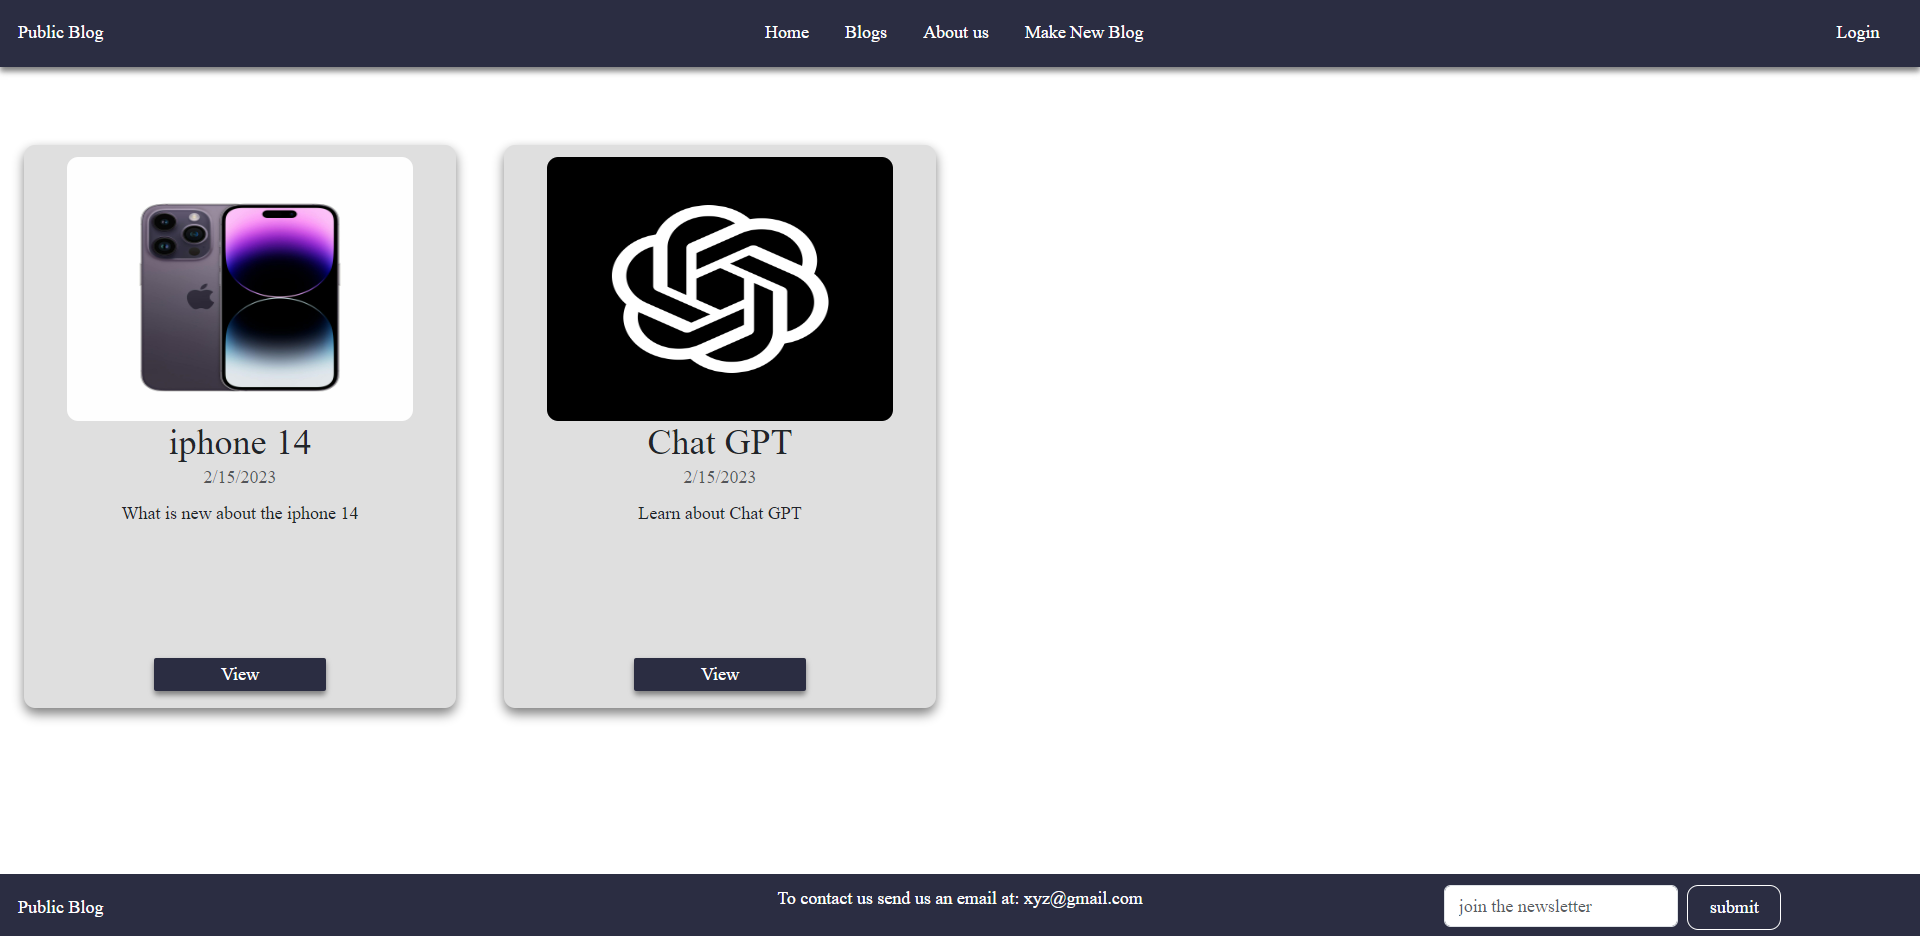 Public Blog
Home Blogs About us Make New Blog
Login
iphone 14
2/15/2023
What is new about the iphone 14
View
Chat GPT
2/15/2023
Learn about Chat GPT
View
Public Blog
To contact us send us an email at: xyz@gmail.com
join the newsletter
submit